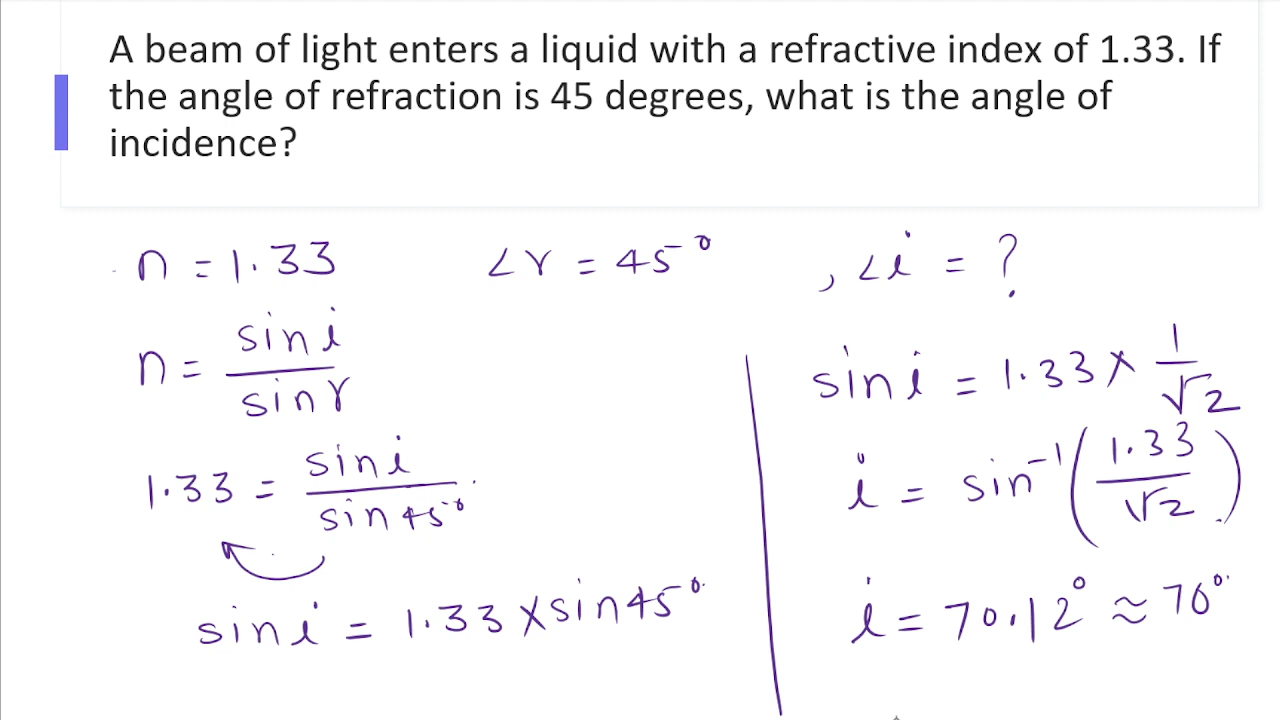 A beam of light enters a liquid with a refractive index of 1.33. If
the angle of refraction is 45 degrees, what is the angle of
incidence?
n = 1.33 ∠r = 45° , ∠i = ?
n = sin i / sin r
1.33 = sin i / sin 45°
sin i = 1.33 × sin 45°
sin i = 1.33 × 1/√2
i = sin⁻¹(1.33/√2)
i = 70.12° ≈ 70°